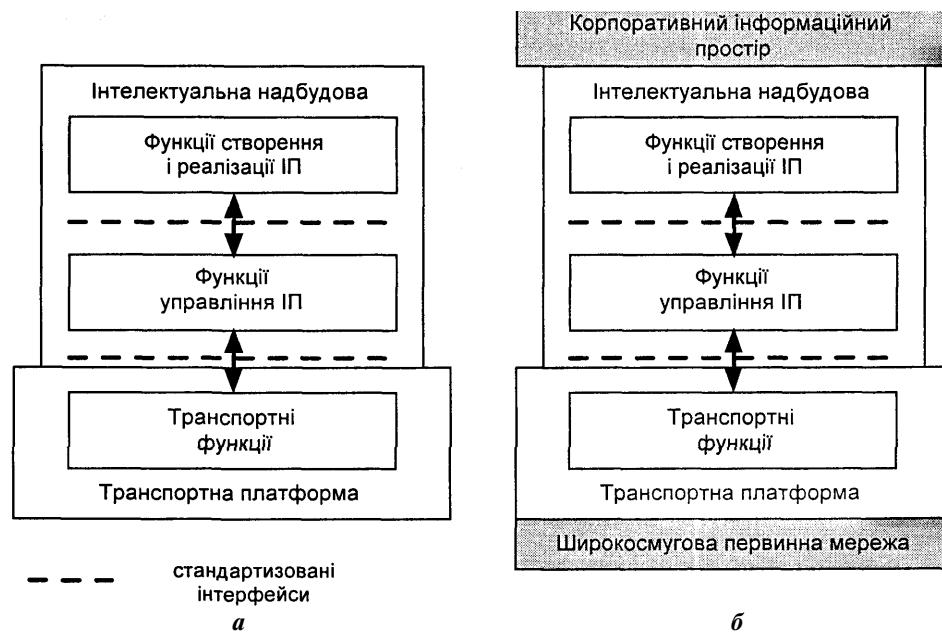 Інтелектуальна надбудова
Функції створення
і реалізації ІП
Функції
управління ІП
Транспортні
функції
Транспортна платформа
стандартизовані
інтерфейси
а
Корпоративний інформаційний
простір
Інтелектуальна надбудова
Функції створення
і реалізації ІП
Функції
управління ІП
Транспортні
функції
Транспортна платформа
Широкосмугова первинна мережа
б